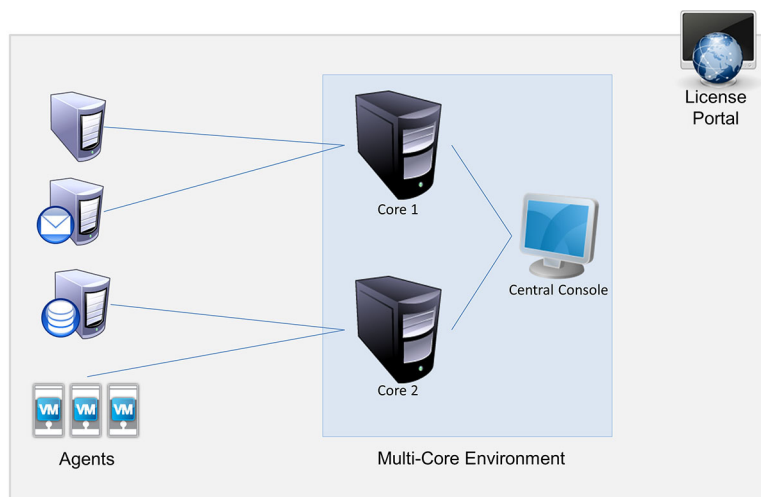 License
Portal
Core 1
Central Console
Core 2
VM VM VM
Agents
Multi-Core Environment